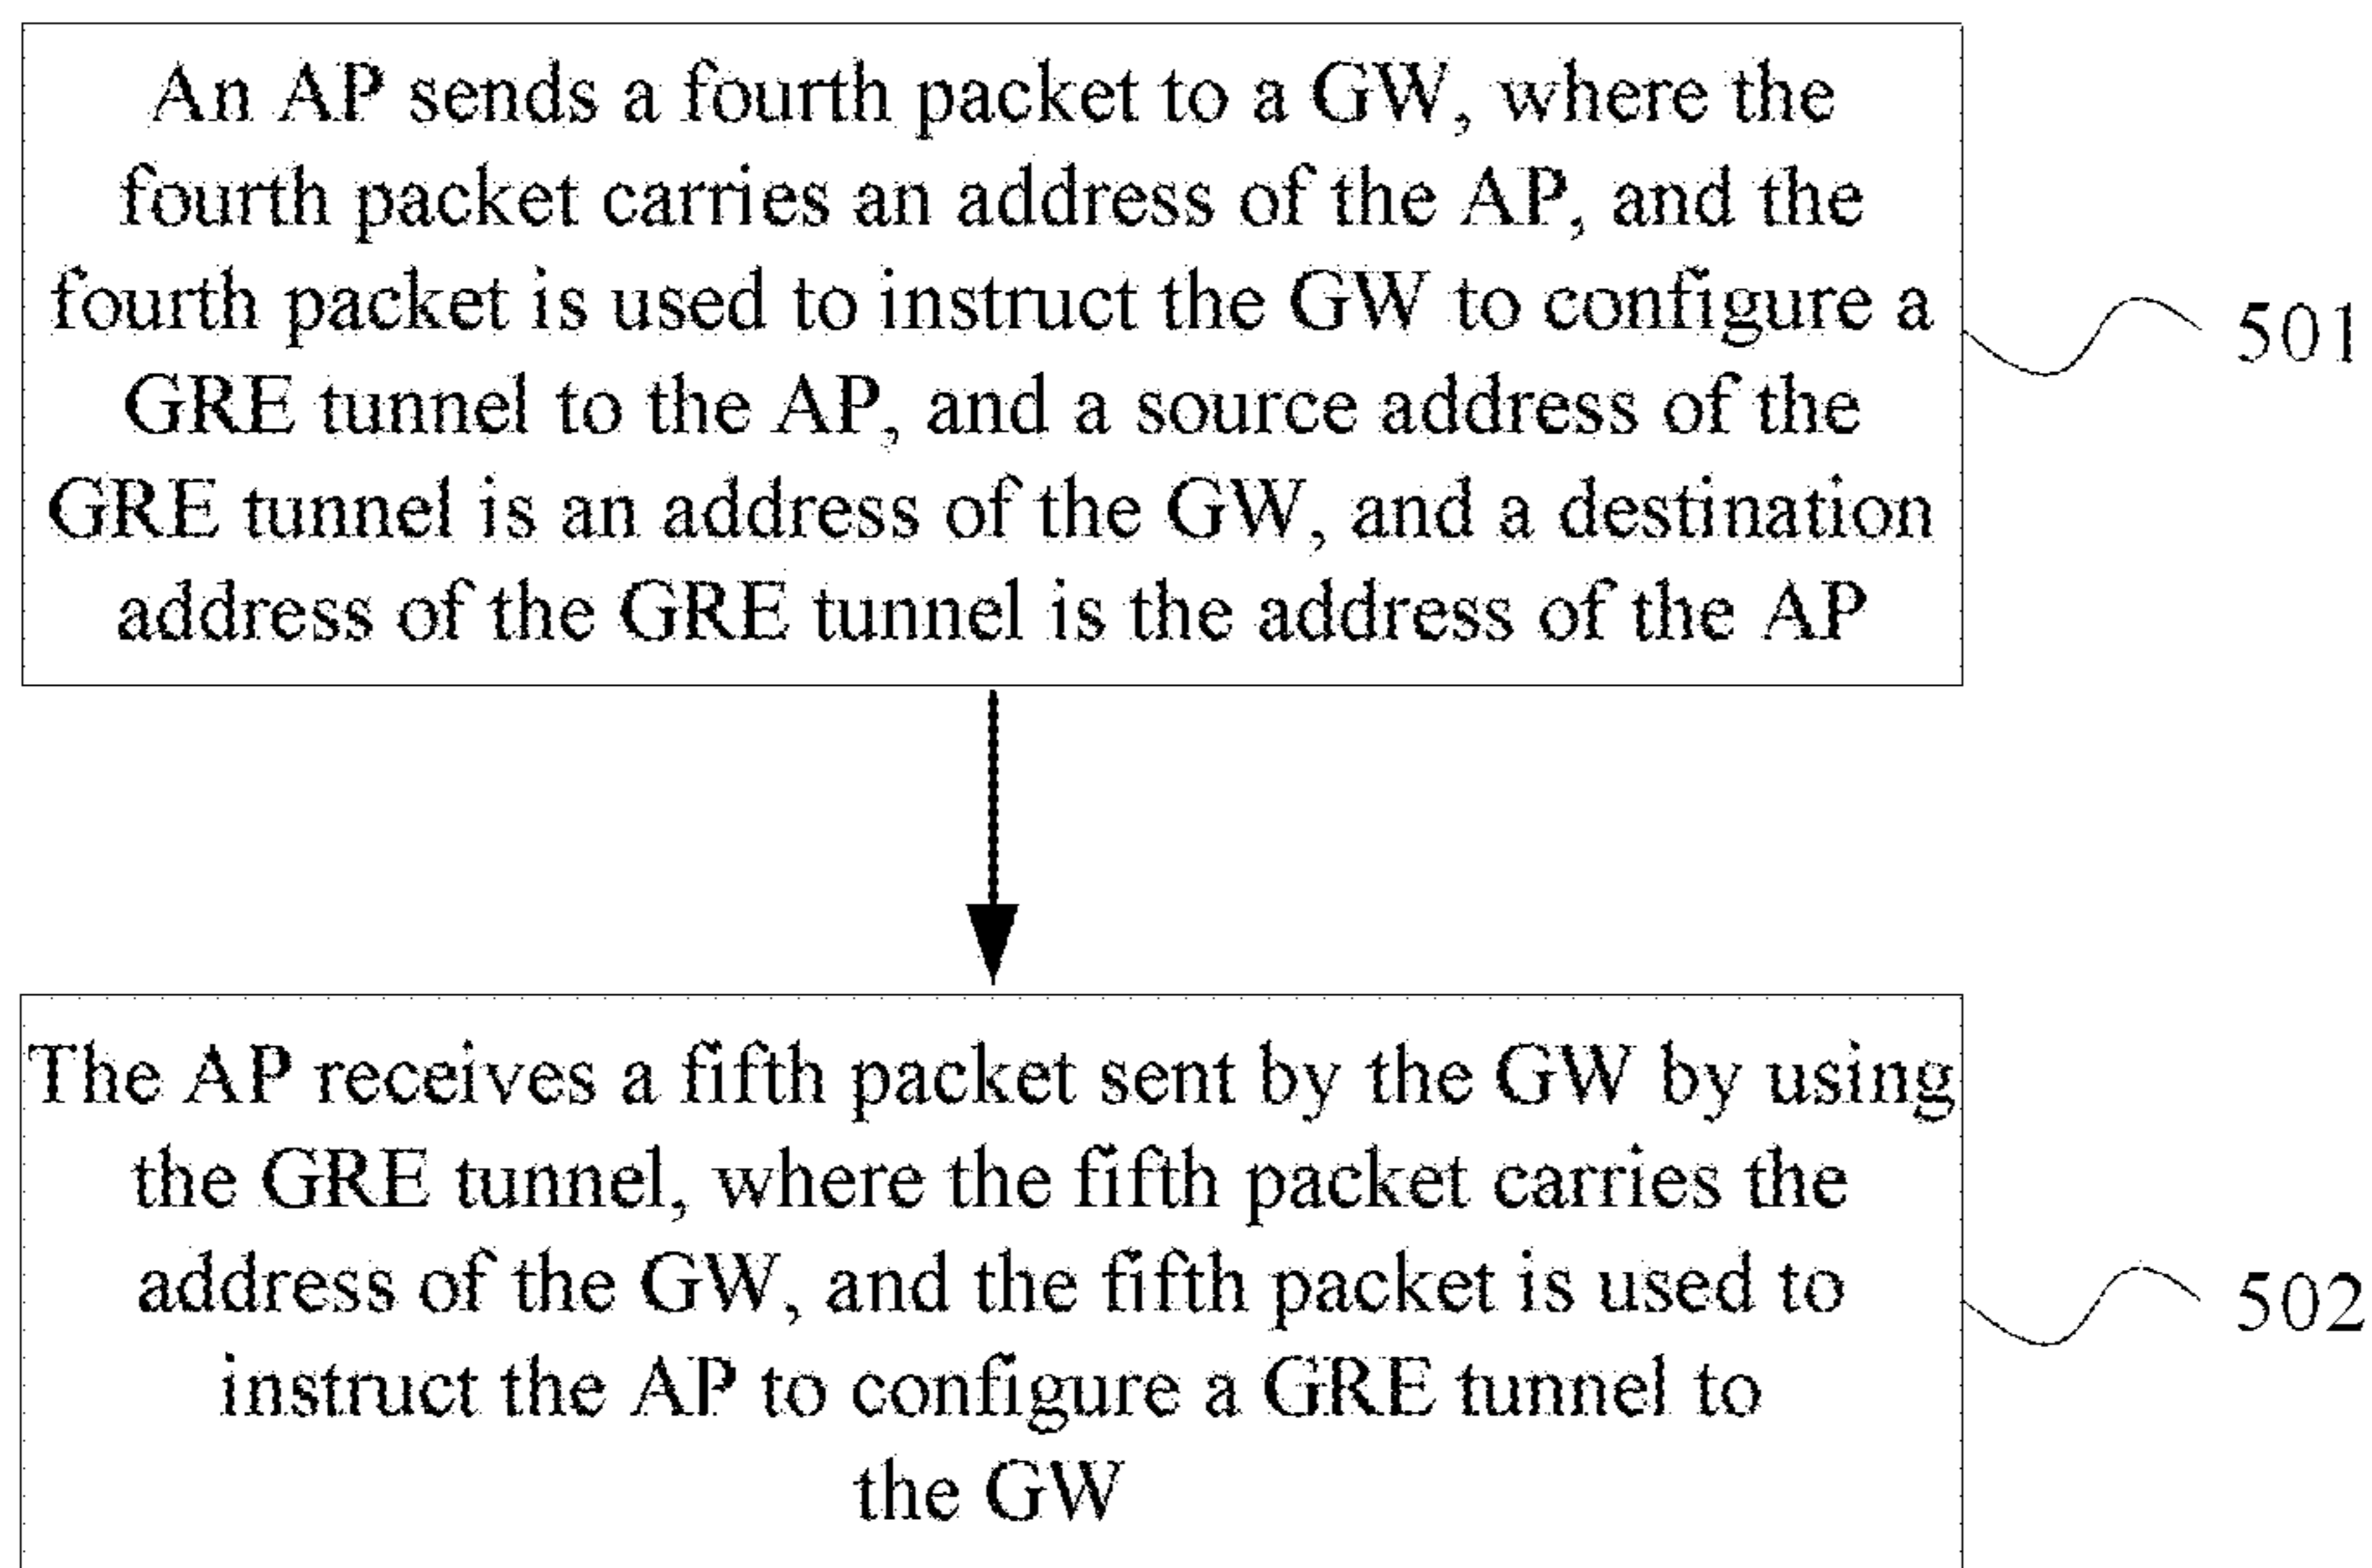 An AP sends a fourth packet to a GW, where the
fourth packet carries an address of the AP, and the
fourth packet is used to instruct the GW to configure a
GRE tunnel to the AP, and a source address of the
GRE tunnel is an address of the GW, and a destination
address of the GRE tunnel is the address of the AP
501
The AP receives a fifth packet sent by the GW by using
the GRE tunnel, where the fifth packet carries the
address of the GW, and the fifth packet is used to
instruct the AP to configure a GRE tunnel to
the GW
502